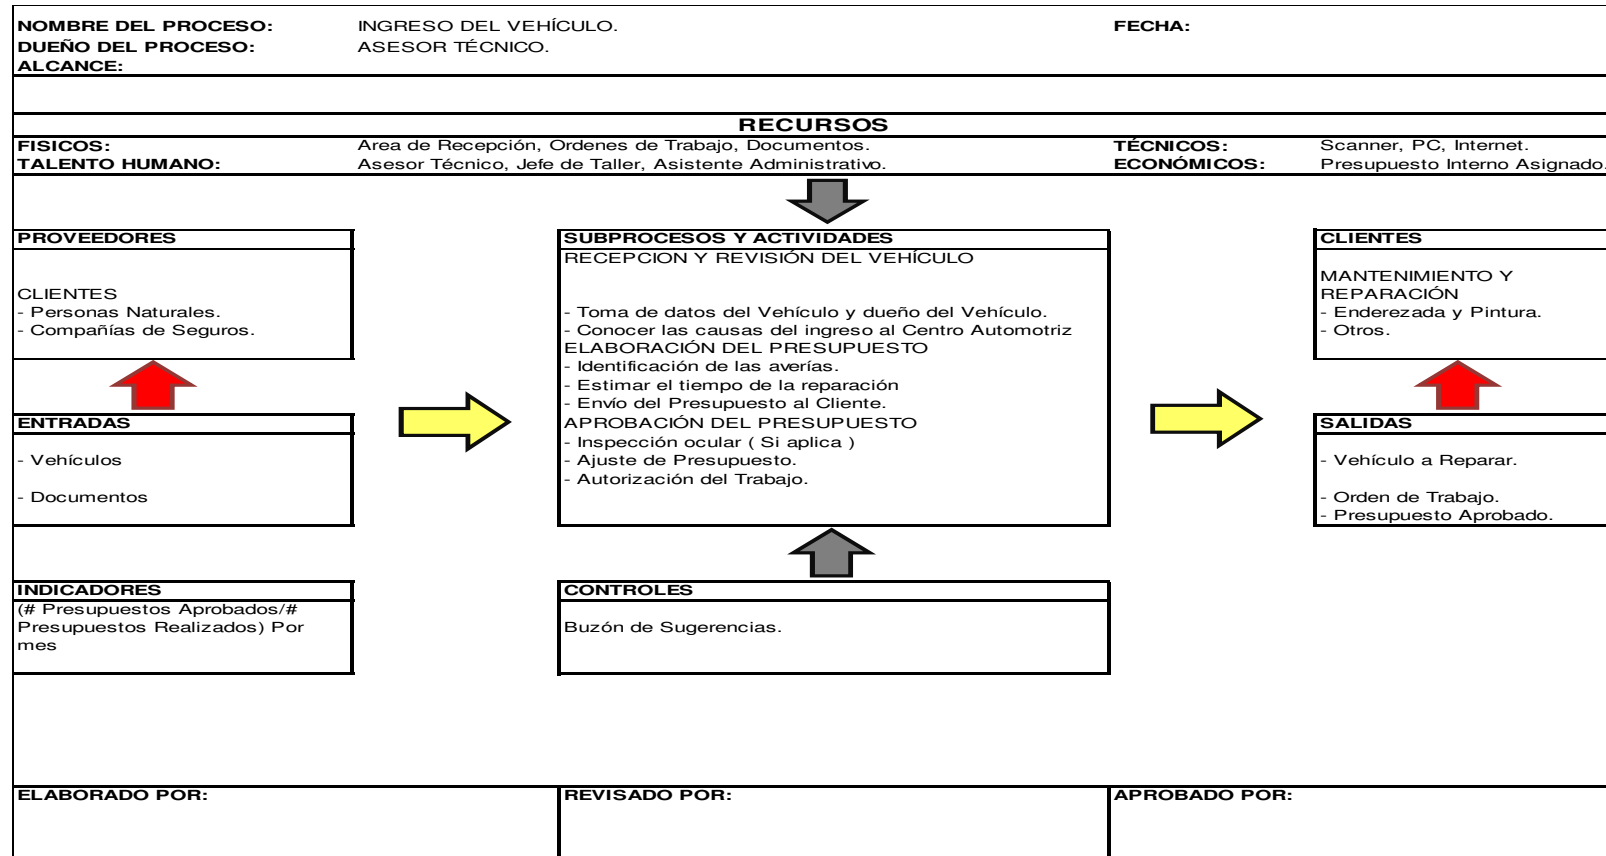 NOMBRE DEL PROCESO: INGRESO DEL VEHÍCULO. FECHA:
DUEÑO DEL PROCESO: ASESOR TÉCNICO.
ALCANCE:
RECURSOS
FISICOS: Area de Recepción, Ordenes de Trabajo, Documentos. TÉCNICOS: Scanner, PC, Internet.
TALENTO HUMANO: Asesor Técnico, Jefe de Taller, Asistente Administrativo. ECONÓMICOS: Presupuesto Interno Asignado.
PROVEEDORES
CLIENTES
- Personas Naturales.
- Compañías de Seguros.
ENTRADAS
- Vehículos
- Documentos
INDICADORES
(# Presupuestos Aprobados/#
Presupuestos Realizados) Por
mes
SUBPROCESOS Y ACTIVIDADES
RECEPCION Y REVISIÓN DEL VEHÍCULO
- Toma de datos del Vehículo y dueño del Vehículo.
- Conocer las causas del ingreso al Centro Automotriz
ELABORACIÓN DEL PRESUPUESTO
- Identificación de las averías.
- Estimar el tiempo de la reparación
- Envío del Presupuesto al Cliente.
APROBACIÓN DEL PRESUPUESTO
- Inspección ocular ( Si aplica )
- Ajuste de Presupuesto.
- Autorización del Trabajo.
CONTROLES
Buzón de Sugerencias.
CLIENTES
MANTENIMIENTO Y
REPARACIÓN
- Enderezada y Pintura.
- Otros.
SALIDAS
- Vehículo a Reparar.
- Orden de Trabajo.
- Presupuesto Aprobado.
ELABORADO POR: REVISADO POR: APROBADO POR: